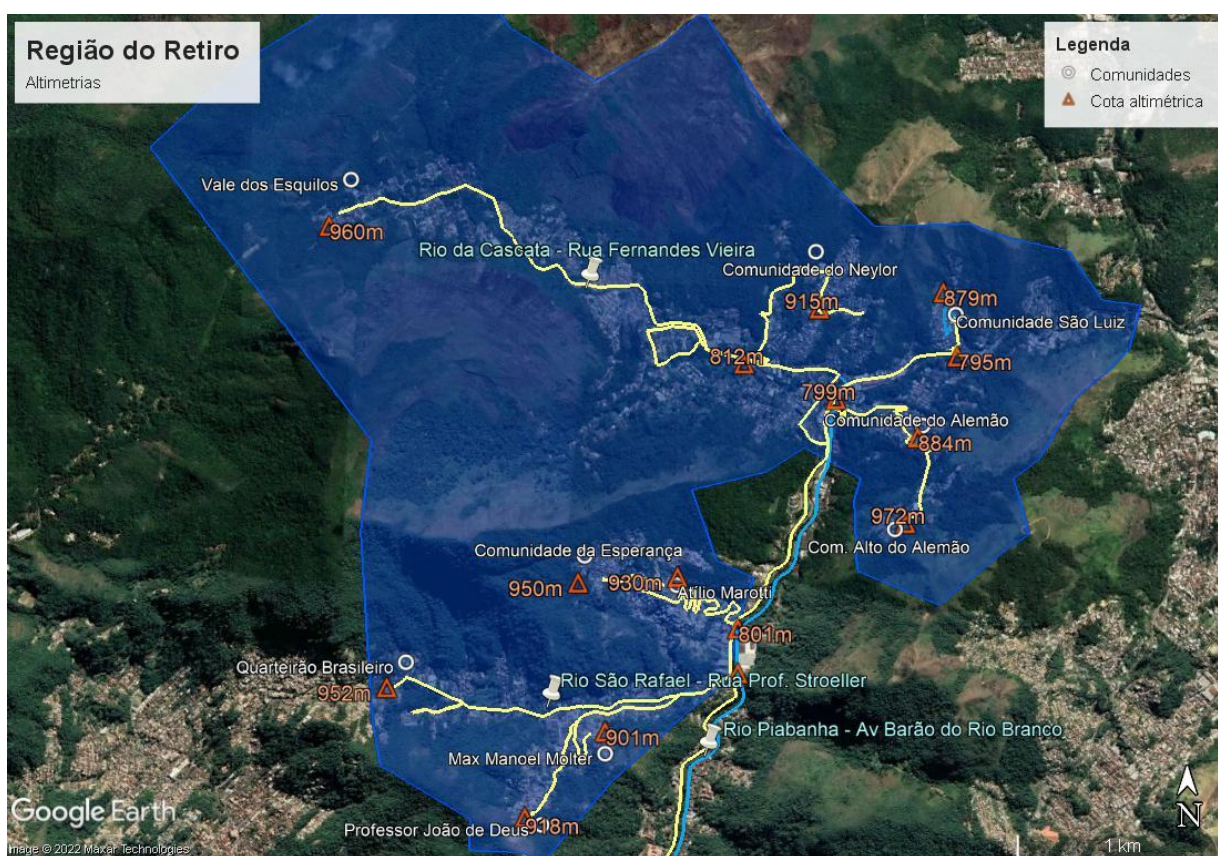 Região do Retiro
Altimetrias
Legenda
Comunidades
Cota altimétrica
Vale dos Esquilos
960m
Rio da Cascata - Rua Fernandes Vieira
Comunidade do Neylor
915m
879m
Comunidade São Luiz
812m
795m
799m
Comunidade do Alemão
884m
972m
Com. Alto do Alemão
Comunidade da Esperança
950m
930m
Atílio Marotti
801m
Quarteirão Brasileiro
952m
Rio São Rafael - Rua Prof. Stroeller
Rio Piabanha - Av Barão do Rio Branco
901m
Max Manoel Molter
Professor João de Deus
918m
Google Earth
Image © 2022 Maxar Technologies
N
1 km